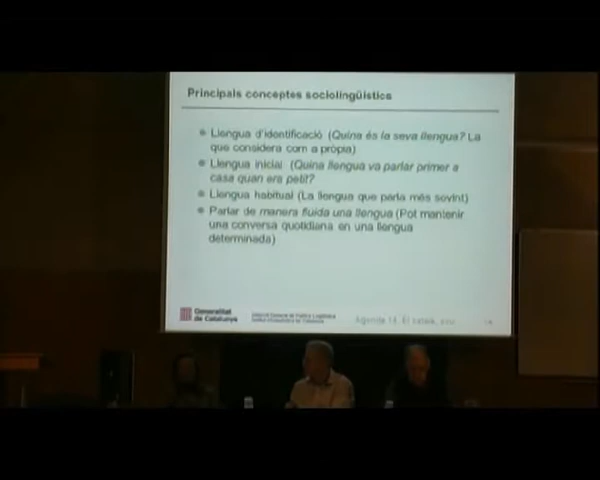 Principals conceptes sociolingüístics
Llengua d'identificació (Quina és la seva llengua? La
que considera com a pròpia)
Llengua inicial (Quina llengua va parlar primer a
casa quan era petit?
Llengua habitual (La llengua que parla més sovint)
Parlar de manera fluida una llengua (Pot mantenir
una conversa quotidiana en una llengua
determinada)
Generalitat
de Catalunya